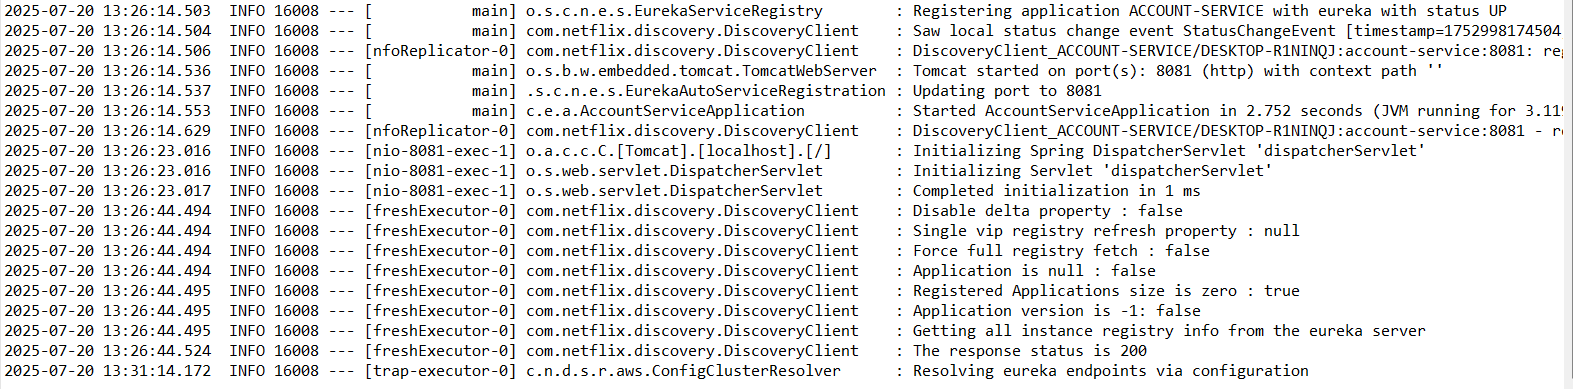 2025-07-20 13:26:14.503  INFO 16008 --- [           main] o.s.c.n.e.s.EurekaServiceRegistry        : Registering application ACCOUNT-SERVICE with eureka with status UP
2025-07-20 13:26:14.504  INFO 16008 --- [           main] com.netflix.discovery.DiscoveryClient    : Saw local status change event StatusChangeEvent [timestamp=1752998174504
2025-07-20 13:26:14.506  INFO 16008 --- [nfoReplicator-0] com.netflix.discovery.DiscoveryClient    : DiscoveryClient_ACCOUNT-SERVICE/DESKTOP-R1NINQJ:account-service:8081: reg
2025-07-20 13:26:14.536  INFO 16008 --- [           main] o.s.b.w.embedded.tomcat.TomcatWebServer  : Tomcat started on port(s): 8081 (http) with context path ''
2025-07-20 13:26:14.537  INFO 16008 --- [           main] .s.c.n.e.s.EurekaAutoServiceRegistration : Updating port to 8081
2025-07-20 13:26:14.553  INFO 16008 --- [           main] c.e.a.AccountServiceApplication          : Started AccountServiceApplication in 2.752 seconds (JVM running for 3.119
2025-07-20 13:26:14.629  INFO 16008 --- [nfoReplicator-0] com.netflix.discovery.DiscoveryClient    : DiscoveryClient_ACCOUNT-SERVICE/DESKTOP-R1NINQJ:account-service:8081 - re
2025-07-20 13:26:23.016  INFO 16008 --- [nio-8081-exec-1] o.a.c.c.C.[Tomcat].[localhost].[/]       : Initializing Spring DispatcherServlet 'dispatcherServlet'
2025-07-20 13:26:23.016  INFO 16008 --- [nio-8081-exec-1] o.s.web.servlet.DispatcherServlet        : Initializing Servlet 'dispatcherServlet'
2025-07-20 13:26:23.017  INFO 16008 --- [nio-8081-exec-1] o.s.web.servlet.DispatcherServlet        : Completed initialization in 1 ms
2025-07-20 13:26:44.494  INFO 16008 --- [freshExecutor-0] com.netflix.discovery.DiscoveryClient    : Disable delta property : false
2025-07-20 13:26:44.494  INFO 16008 --- [freshExecutor-0] com.netflix.discovery.DiscoveryClient    : Single vip registry refresh property : null
2025-07-20 13:26:44.494  INFO 16008 --- [freshExecutor-0] com.netflix.discovery.DiscoveryClient    : Force full registry fetch : false
2025-07-20 13:26:44.494  INFO 16008 --- [freshExecutor-0] com.netflix.discovery.DiscoveryClient    : Application is null : false
2025-07-20 13:26:44.495  INFO 16008 --- [freshExecutor-0] com.netflix.discovery.DiscoveryClient    : Registered Applications size is zero : true
2025-07-20 13:26:44.495  INFO 16008 --- [freshExecutor-0] com.netflix.discovery.DiscoveryClient    : Application version is -1: false
2025-07-20 13:26:44.495  INFO 16008 --- [freshExecutor-0] com.netflix.discovery.DiscoveryClient    : Getting all instance registry info from the eureka server
2025-07-20 13:26:44.524  INFO 16008 --- [freshExecutor-0] com.netflix.discovery.DiscoveryClient    : The response status is 200
2025-07-20 13:31:14.172  INFO 16008 --- [trap-executor-0] c.n.d.s.r.aws.ConfigClusterResolver      : Resolving eureka endpoints via configuration